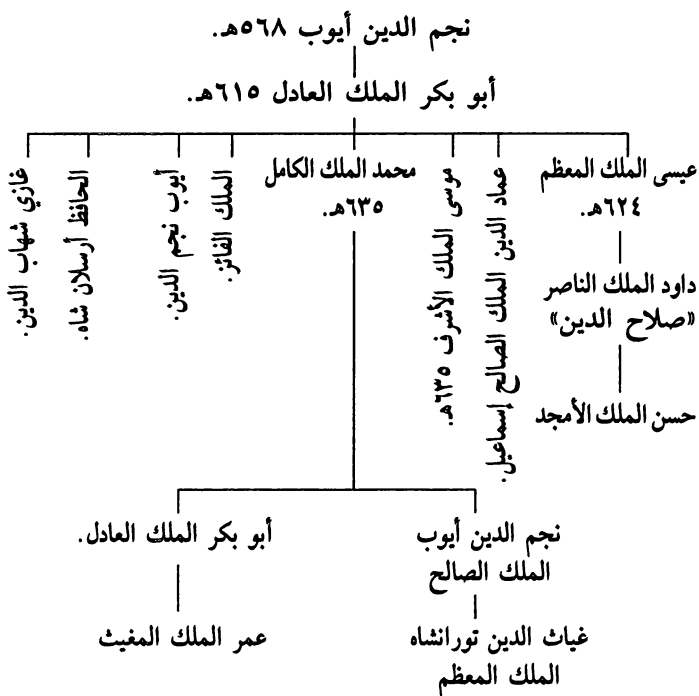 نجم الدين أيوب ٥٦٨هـ.
أبو بكر الملك العادل ٦١٥هـ.
عيسى الملك المعظم
٦٢٤هـ.
داود الملك الناصر
«صلاح الدين»
حسن الملك الأمجد
عماد الدين الملك الصالح إسماعيل.
موسى الملك الأشرف ٦٣٥هـ.
محمد الملك الكامل
٦٣٥هـ.
الملك الفائز.
أيوب نجم الدين.
الحافظ أرسلان شاه.
غازي شهاب الدين.
نجم الدين أيوب
الملك الصالح
غياث الدين تورانشاه
الملك المعظم
أبو بكر الملك العادل.
عمر الملك المغيث